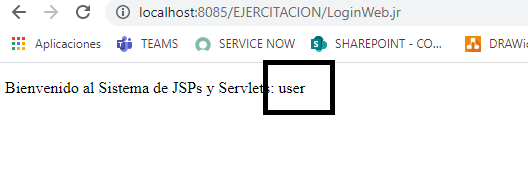 localhost:8085/EJERCITACION/LoginWeb.jr
Aplicaciones TEAMS SERVICE NOW SHAREPOINT - CO... DRAWi
Bienvenido al Sistema de JSPs y Servlets: user